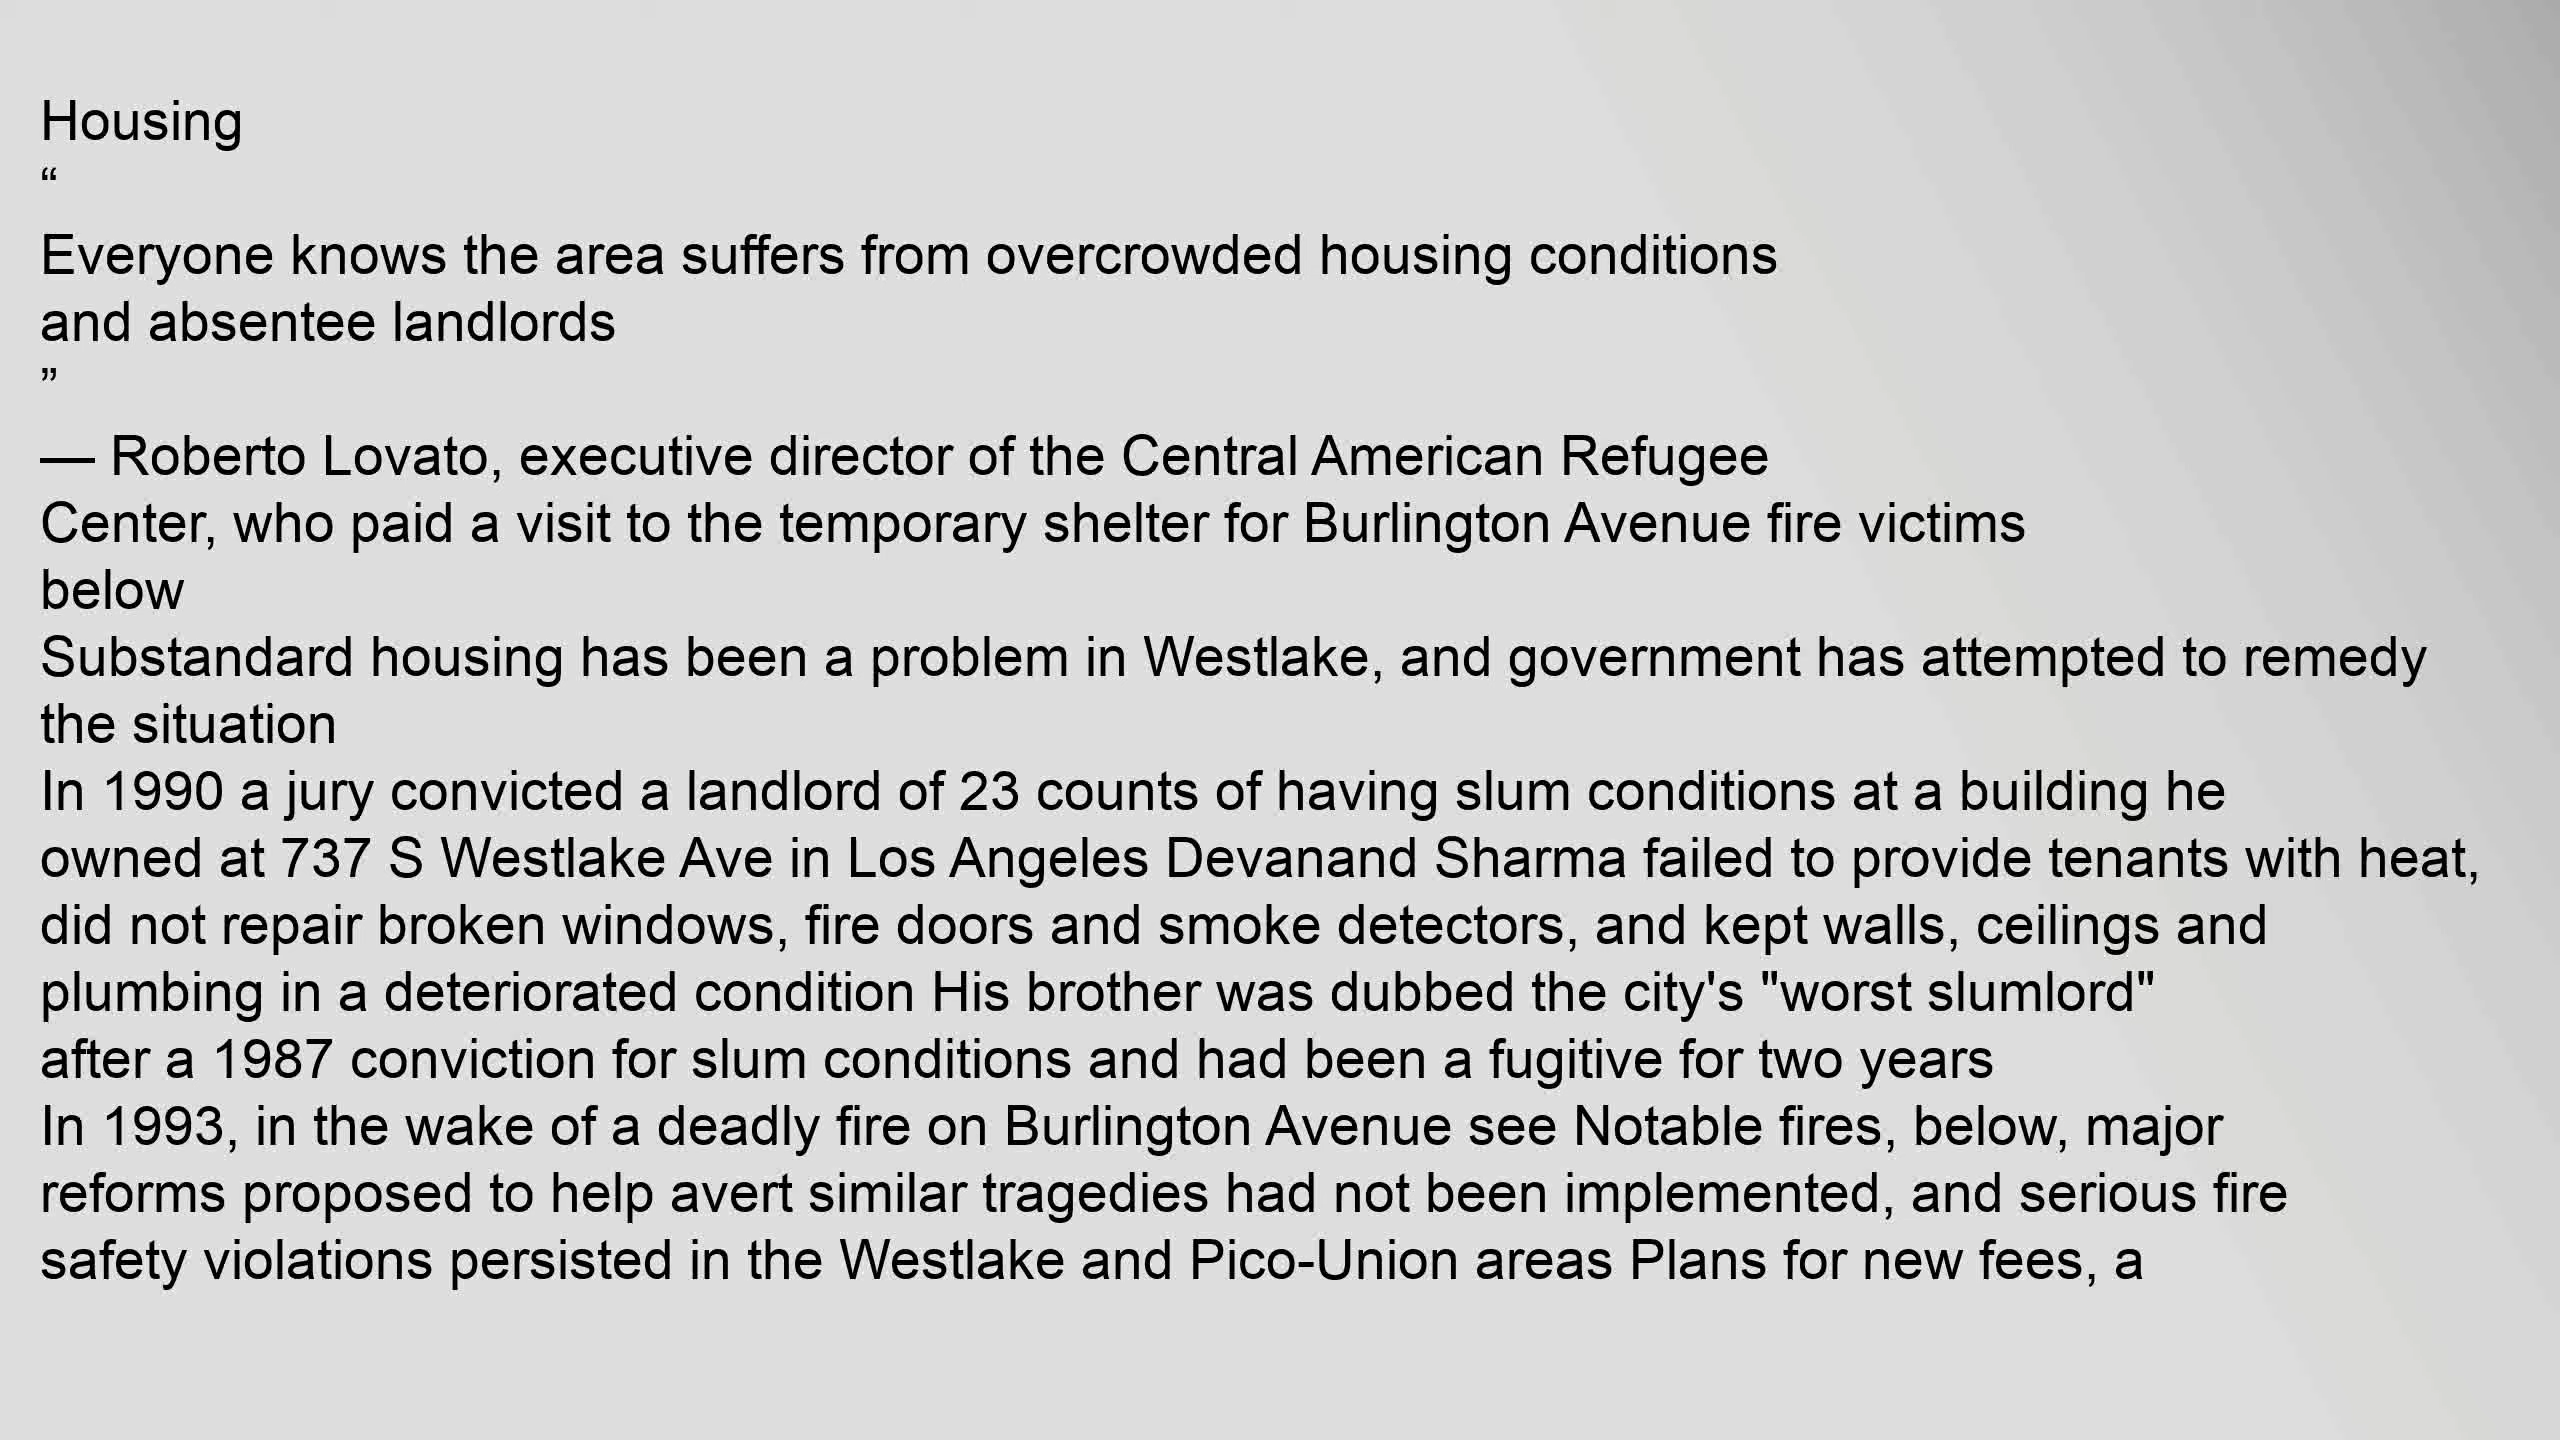 Housing
“
Everyone knows the area suffers from overcrowded housing conditions
and absentee landlords
”
— Roberto Lovato, executive director of the Central American Refugee
Center, who paid a visit to the temporary shelter for Burlington Avenue fire victims
below
Substandard housing has been a problem in Westlake, and government has attempted to remedy
the situation
In 1990 a jury convicted a landlord of 23 counts of having slum conditions at a building he
owned at 737 S Westlake Ave in Los Angeles Devanand Sharma failed to provide tenants with heat,
did not repair broken windows, fire doors and smoke detectors, and kept walls, ceilings and
plumbing in a deteriorated condition His brother was dubbed the city's "worst slumlord"
after a 1987 conviction for slum conditions and had been a fugitive for two years
In 1993, in the wake of a deadly fire on Burlington Avenue see Notable fires, below, major
reforms proposed to help avert similar tragedies had not been implemented, and serious fire
safety violations persisted in the Westlake and Pico-Union areas Plans for new fees, a